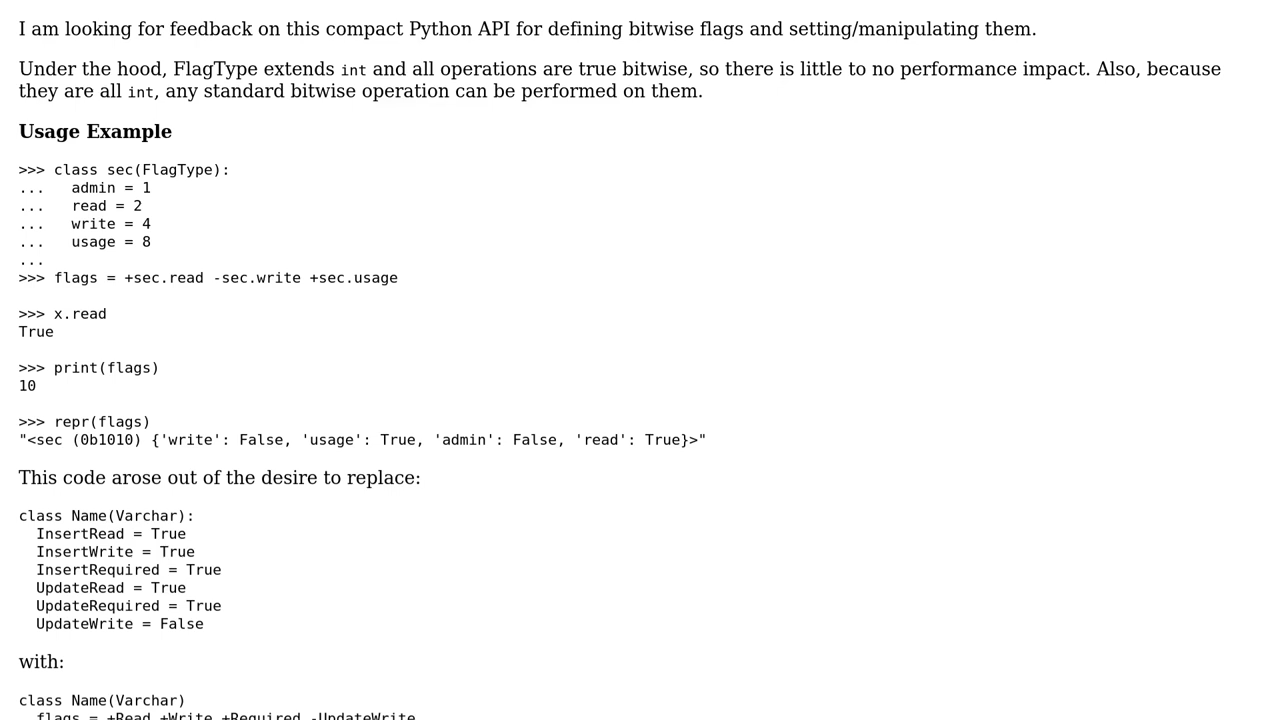 I am looking for feedback on this compact Python API for defining bitwise flags and setting/manipulating them.
Under the hood, FlagType extends int and all operations are true bitwise, so there is little to no performance impact. Also, because
they are all int, any standard bitwise operation can be performed on them.
Usage Example
>>> class sec(FlagType):
...   admin = 1
...   read = 2
...   write = 4
...   usage = 8
...
>>> flags = +sec.read -sec.write +sec.usage
>>> x.read
True
>>> print(flags)
10
>>> repr(flags)
"<sec (0b1010) {'write': False, 'usage': True, 'admin': False, 'read': True}>"
This code arose out of the desire to replace:
class Name(Varchar):
  InsertRead = True
  InsertWrite = True
  InsertRequired = True
  UpdateRead = True
  UpdateRequired = True
  UpdateWrite = False
with:
class Name(Varchar)
  flags = +Read +Write +Required -UpdateWrite